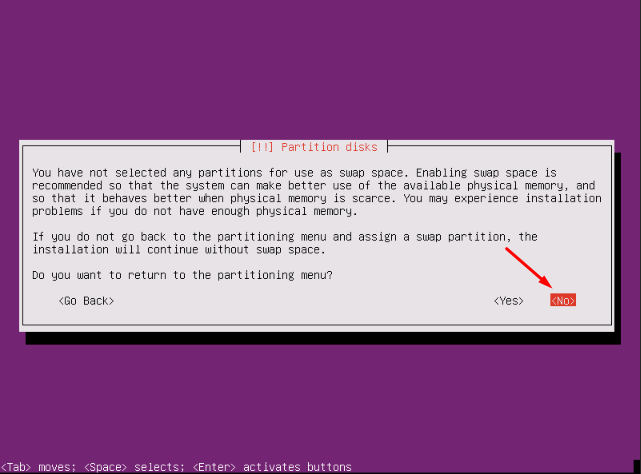 [!!] Partition disks
You have not selected any partitions for use as swap space. Enabling swap space is
recommended so that the system can make better use of the available physical memory, and
so that it behaves better when physical memory is scarce. You may experience installation
problems if you do not have enough physical memory.
If you do not go back to the partitioning menu and assign a swap partition, the
installation will continue without swap space.
Do you want to return to the partitioning menu?
<Go Back> <Yes> <No>
<Tab> moves; <Space> selects; <Enter> activates buttons